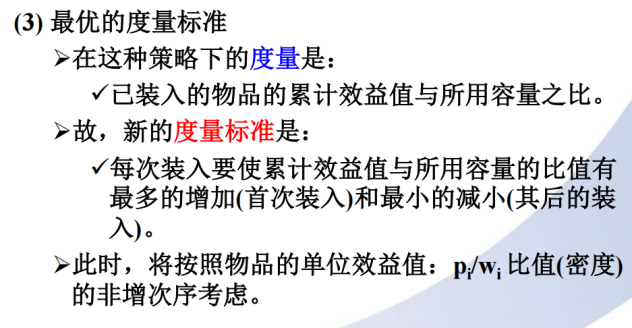 (3) 最优的度量标准
➢在这种策略下的度量是：
✓已装入的物品的累计效益值与所用容量之比。
➢故，新的度量标准是：
✓每次装入要使累计效益值与所用容量的比值有
最多的增加(首次装入)和最小的减小(其后的装
入)。
➢此时，将按照物品的单位效益值：pᵢ/wᵢ 比值(密度)
的非增次序考虑。